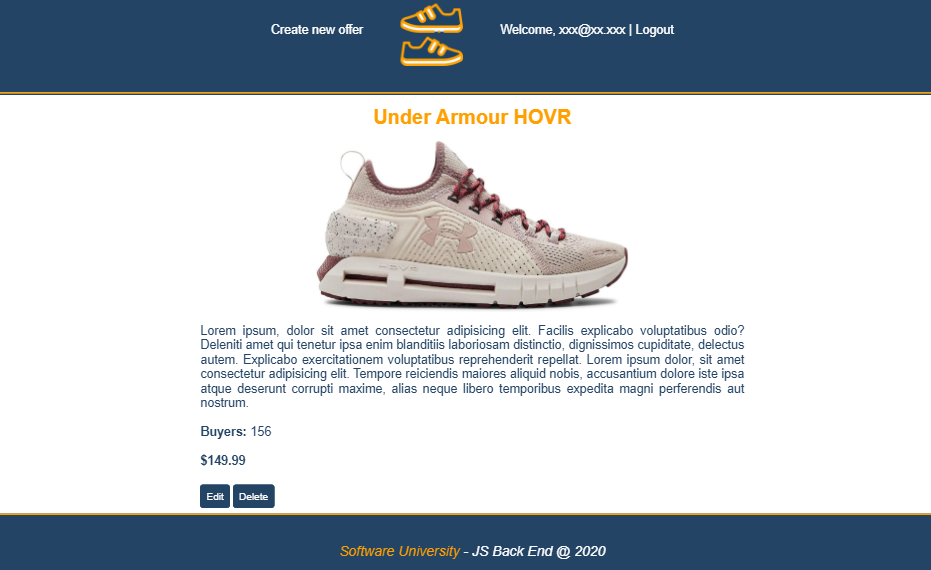 Create new offer
Welcome, xxx@xx.xxx | Logout
Under Armour HOVR
HOVR
Lorem ipsum, dolor sit amet consectetur adipisicing elit. Facilis explicabo voluptatibus odio?
Deleniti amet qui tenetur ipsa enim blanditiis laboriosam distinctio, dignissimos cupiditate, delectus
autem. Explicabo exercitationem voluptatibus reprehenderit repellat. Lorem ipsum dolor, sit amet
consectetur adipisicing elit. Tempore reiciendis maiores aliquid nobis, accusantium dolore iste ipsa
atque deserunt corrupti maxime, alias neque libero temporibus expedita magni perferendis aut
nostrum.
Buyers: 156
$149.99
Edit
Delete
Software University - JS Back End @ 2020